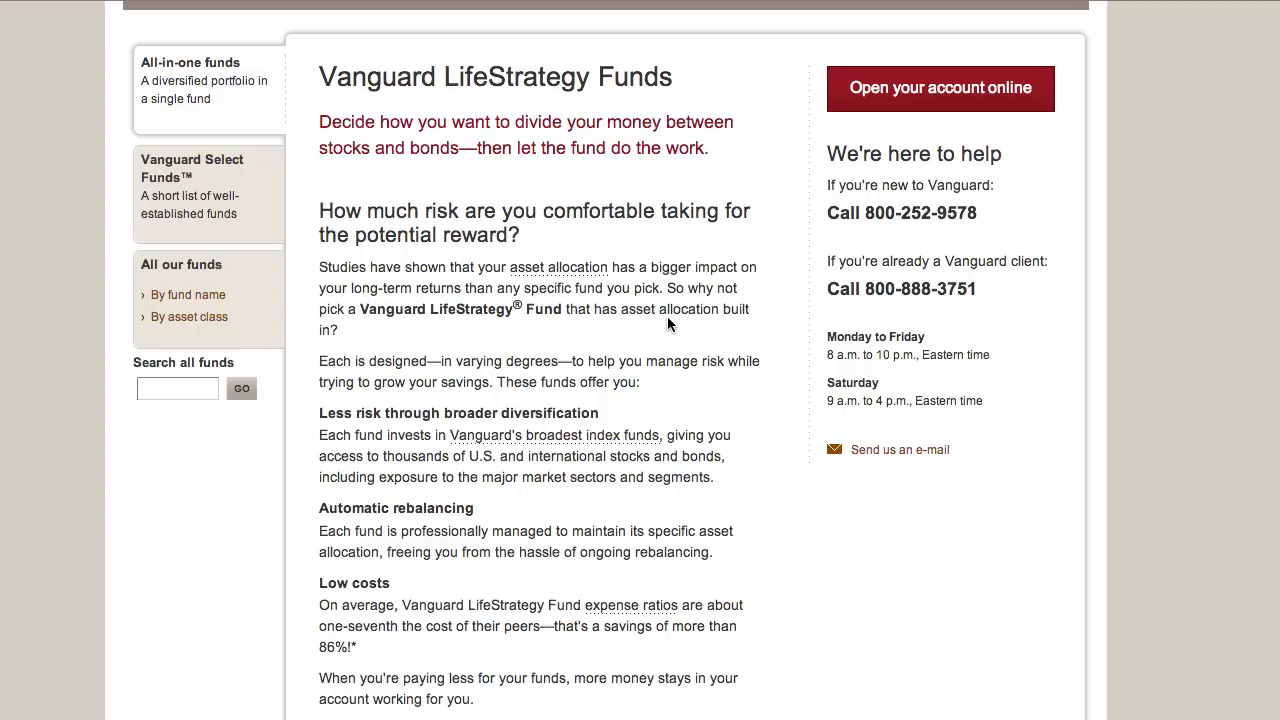 All-in-one funds
A diversified portfolio in
a single fund
Vanguard Select
Funds™
A short list of well-
established funds
All our funds
› By fund name
› By asset class
Search all funds
GO
Vanguard LifeStrategy Funds
Decide how you want to divide your money between
stocks and bonds—then let the fund do the work.
How much risk are you comfortable taking for
the potential reward?
Studies have shown that your asset allocation has a bigger impact on
your long-term returns than any specific fund you pick. So why not
pick a Vanguard LifeStrategy® Fund that has asset allocation built
in?
Each is designed—in varying degrees—to help you manage risk while
trying to grow your savings. These funds offer you:
Less risk through broader diversification
Each fund invests in Vanguard's broadest index funds, giving you
access to thousands of U.S. and international stocks and bonds,
including exposure to the major market sectors and segments.
Automatic rebalancing
Each fund is professionally managed to maintain its specific asset
allocation, freeing you from the hassle of ongoing rebalancing.
Low costs
On average, Vanguard LifeStrategy Fund expense ratios are about
one-seventh the cost of their peers—that's a savings of more than
86%!*
When you're paying less for your funds, more money stays in your
account working for you.
Open your account online
We're here to help
If you're new to Vanguard:
Call 800-252-9578
If you're already a Vanguard client:
Call 800-888-3751
Monday to Friday
8 a.m. to 10 p.m., Eastern time
Saturday
9 a.m. to 4 p.m., Eastern time
Send us an e-mail